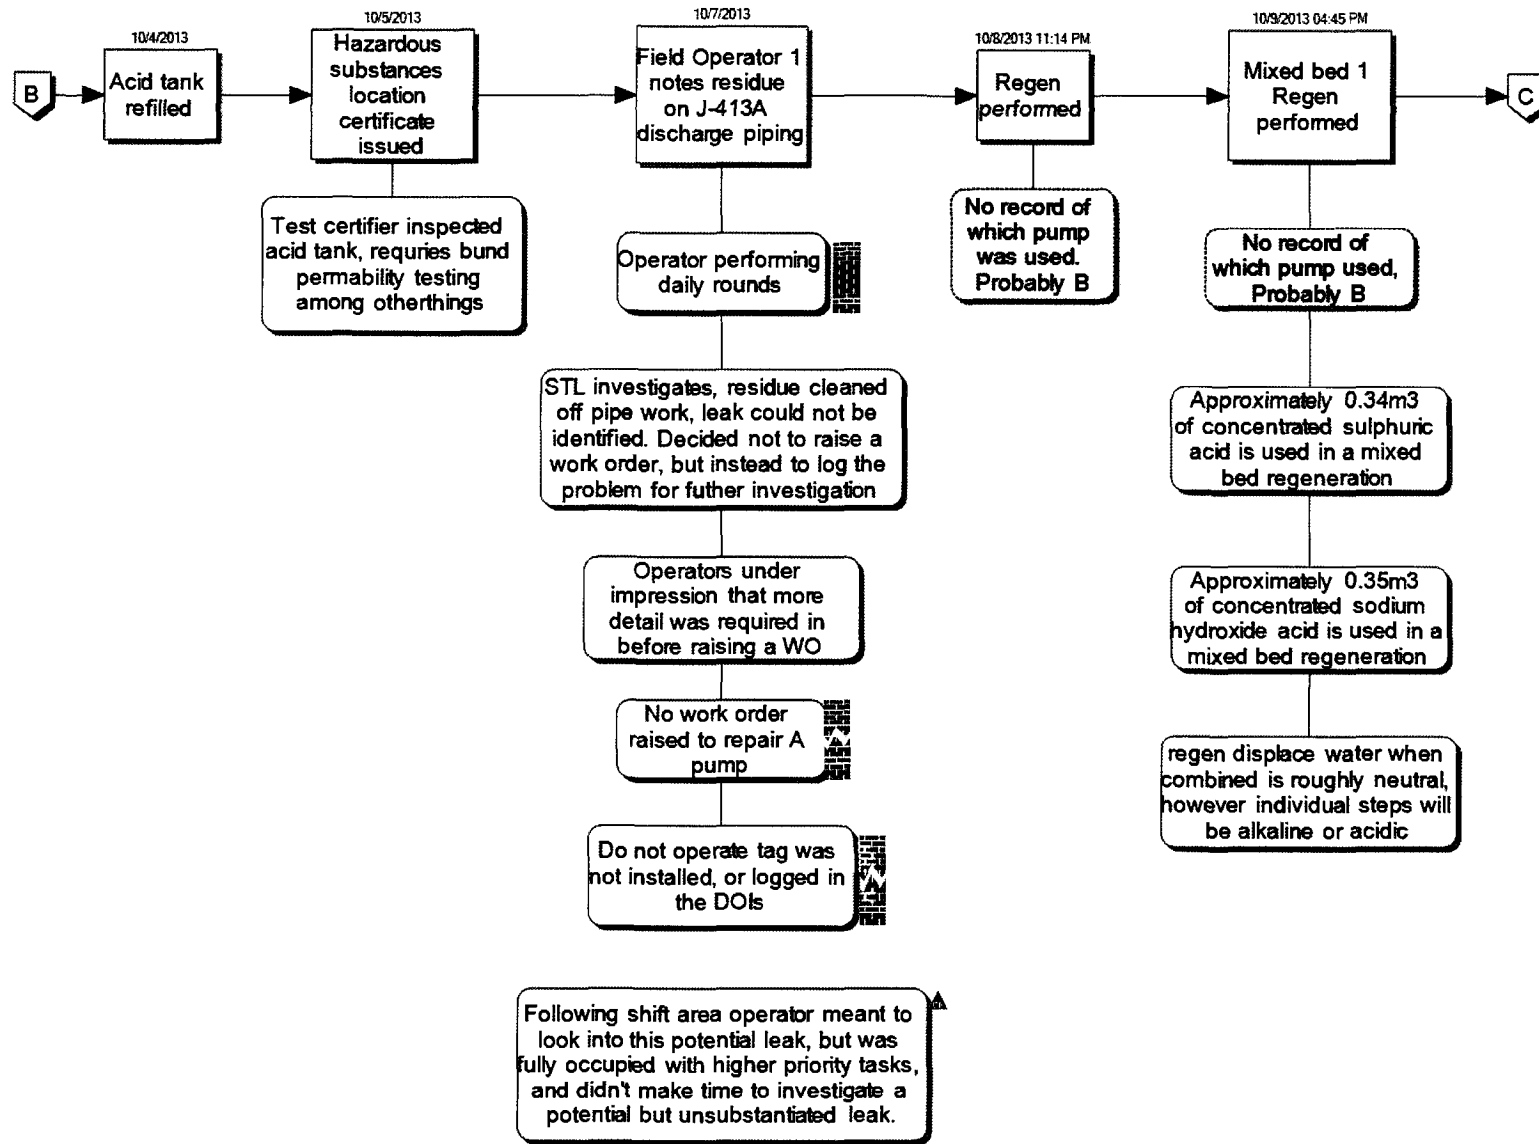 B
10/4/2013
Acid tank
refilled
10/5/2013
Hazardous
substances
location
certificate
issued
Test certifier inspected
acid tank, requries bund
permability testing
among otherthings
10/7/2013
Field Operator 1
notes residue
on J-413A
discharge piping
Operator performing
daily rounds
STL investigates, residue cleaned
off pipe work, leak could not be
identified. Decided not to raise a
work order, but instead to log the
problem for futher investigation
Operators under
impression that more
detail was required in
before raising a WO
No work order
raised to repair A
pump
Do not operate tag was
not installed, or logged in
the DOIs
Following shift area operator meant to
look into this potential leak, but was
fully occupied with higher priority tasks,
and didn't make time to investigate a
potential but unsubstantiated leak.
10/8/2013 11:14 PM
Regen
performed
No record of
which pump
was used.
Probably B
10/9/2013 04:45 PM
Mixed bed 1
Regen
performed
No record of
which pump used,
Probably B
Approximately 0.34m3
of concentrated sulphuric
acid is used in a mixed
bed regeneration
Approximately 0.35m3
of concentrated sodium
hydroxide acid is used in a
mixed bed regeneration
regen displace water when
combined is roughly neutral,
however individual steps will
be alkaline or acidic
C